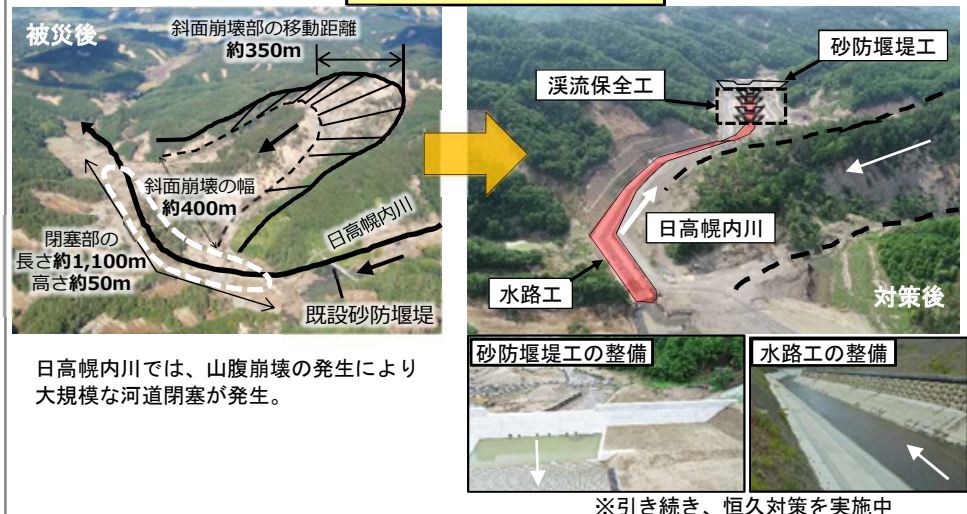 被災後
斜面崩壊部の移動距離
約350m
斜面崩壊の幅
約400m
閉塞部の
長さ約1,100m
高さ約50m
日高幌内川
既設砂防堰堤
砂防堰堤工
渓流保全工
日高幌内川
水路工
対策後
日高幌内川では、山腹崩壊の発生により
大規模な河道閉塞が発生。
砂防堰堤工の整備
水路工の整備
※引き続き、恒久対策を実施中